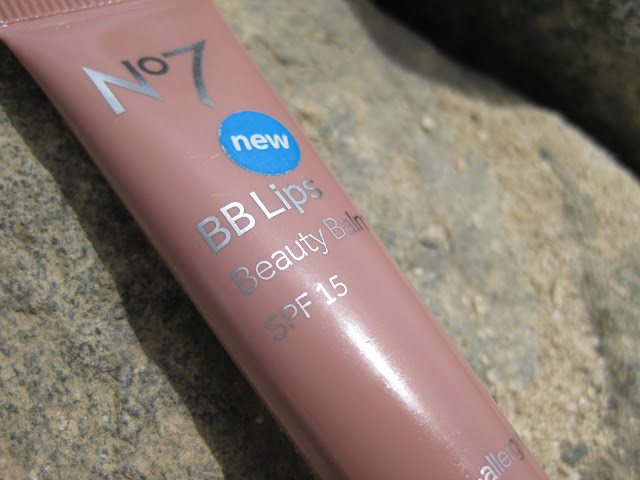 No7
new
BB Lips
Beauty Balm
SPF 15